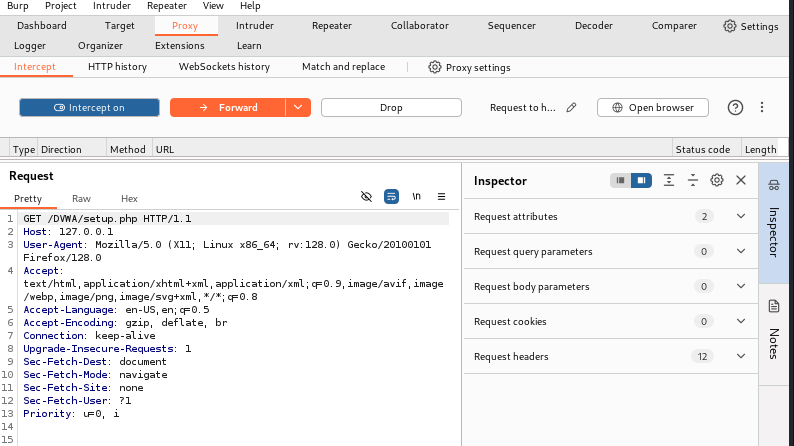 Burp Project Intruder Repeater View Help
Dashboard Target Proxy Intruder Repeater Collaborator Sequencer Decoder Comparer Settings
Logger Organizer Extensions Learn
Intercept HTTP history WebSockets history Match and replace Proxy settings
Intercept on Forward Drop Request to h... Open browser
Type Direction Method URL Status code Length
Request
Pretty Raw Hex \n
1 GET /DVWA/setup.php HTTP/1.1
2 Host: 127.0.0.1
3 User-Agent: Mozilla/5.0 (X11; Linux x86_64; rv:128.0) Gecko/20100101
Firefox/128.0
4 Accept:
text/html,application/xhtml+xml,application/xml;q=0.9,image/avif,image
/webp,image/png,image/svg+xml,*/*;q=0.8
5 Accept-Language: en-US,en;q=0.5
6 Accept-Encoding: gzip, deflate, br
7 Connection: keep-alive
8 Upgrade-Insecure-Requests: 1
9 Sec-Fetch-Dest: document
10 Sec-Fetch-Mode: navigate
11 Sec-Fetch-Site: none
12 Sec-Fetch-User: ?1
13 Priority: u=0, i
14
15
Inspector
Request attributes 2
Request query parameters 0
Request body parameters 0
Request cookies 0
Request headers 12
Inspector
Notes